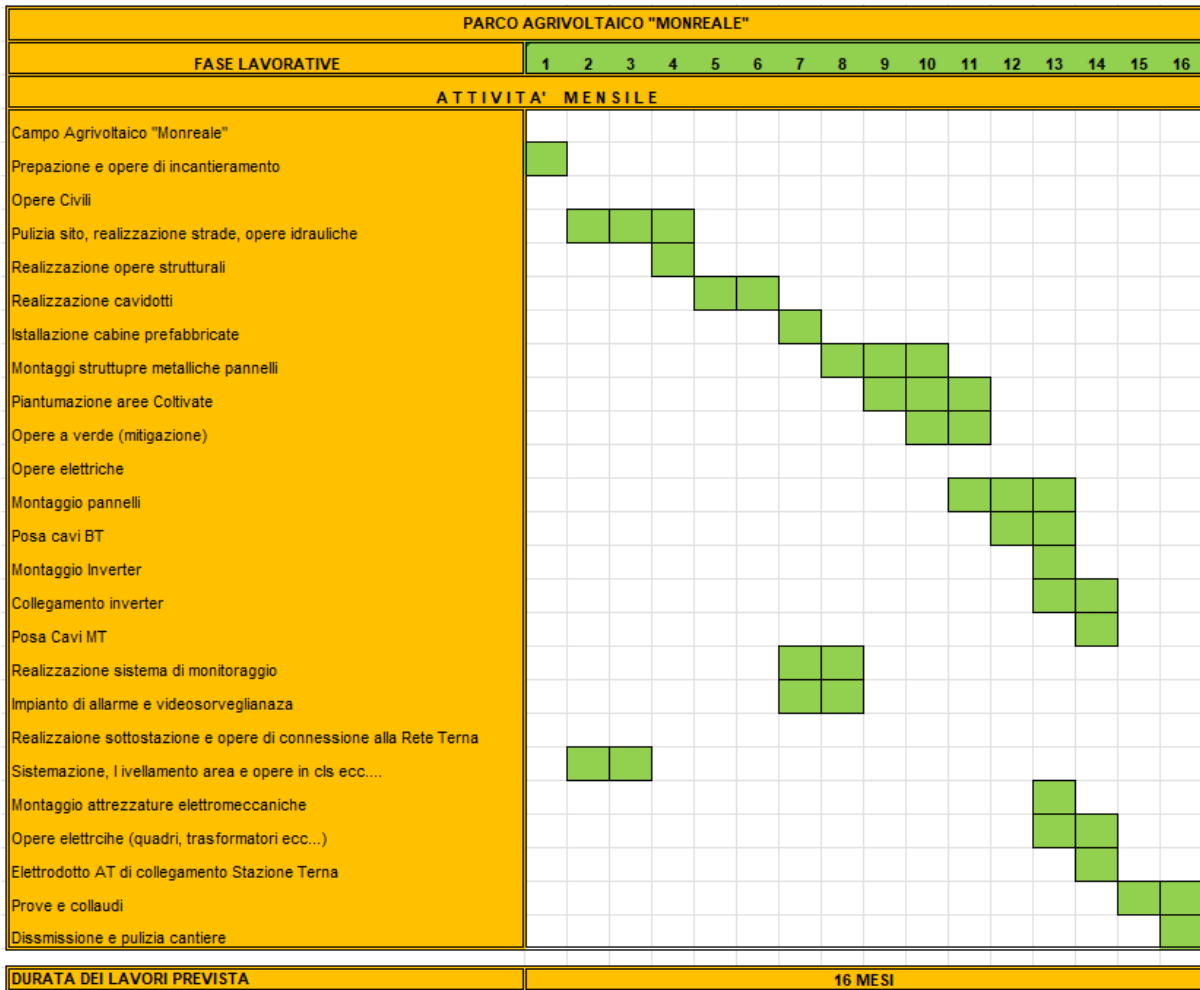 PARCO AGRIVOLTAICO "MONREALE"
FASE LAVORATIVE 1 2 3 4 5 6 7 8 9 10 11 12 13 14 15 16
ATTIVITA' MENSILE
Campo Agrivoltaico "Monreale"
Prepazione e opere di incantieramento
Opere Civili
Pulizia sito, realizzazione strade, opere idrauliche
Realizzazione opere strutturali
Realizzazione cavidotti
Istallazione cabine prefabbricate
Montaggi struttupre metalliche pannelli
Piantumazione aree Coltivate
Opere a verde (mitigazione)
Opere elettriche
Montaggio pannelli
Posa cavi BT
Montaggio Inverter
Collegamento inverter
Posa Cavi MT
Realizzazione sistema di monitoraggio
Impianto di allarme e videosorveglianaza
Realizzaione sottostazione e opere di connessione alla Rete Terna
Sistemazione, l ivellamento area e opere in cls ecc....
Montaggio attrezzature elettromeccaniche
Opere elettrcihe (quadri, trasformatori ecc...)
Elettrodotto AT di collegamento Stazione Terna
Prove e collaudi
Dissmissione e pulizia cantiere
DURATA DEI LAVORI PREVISTA 16 MESI